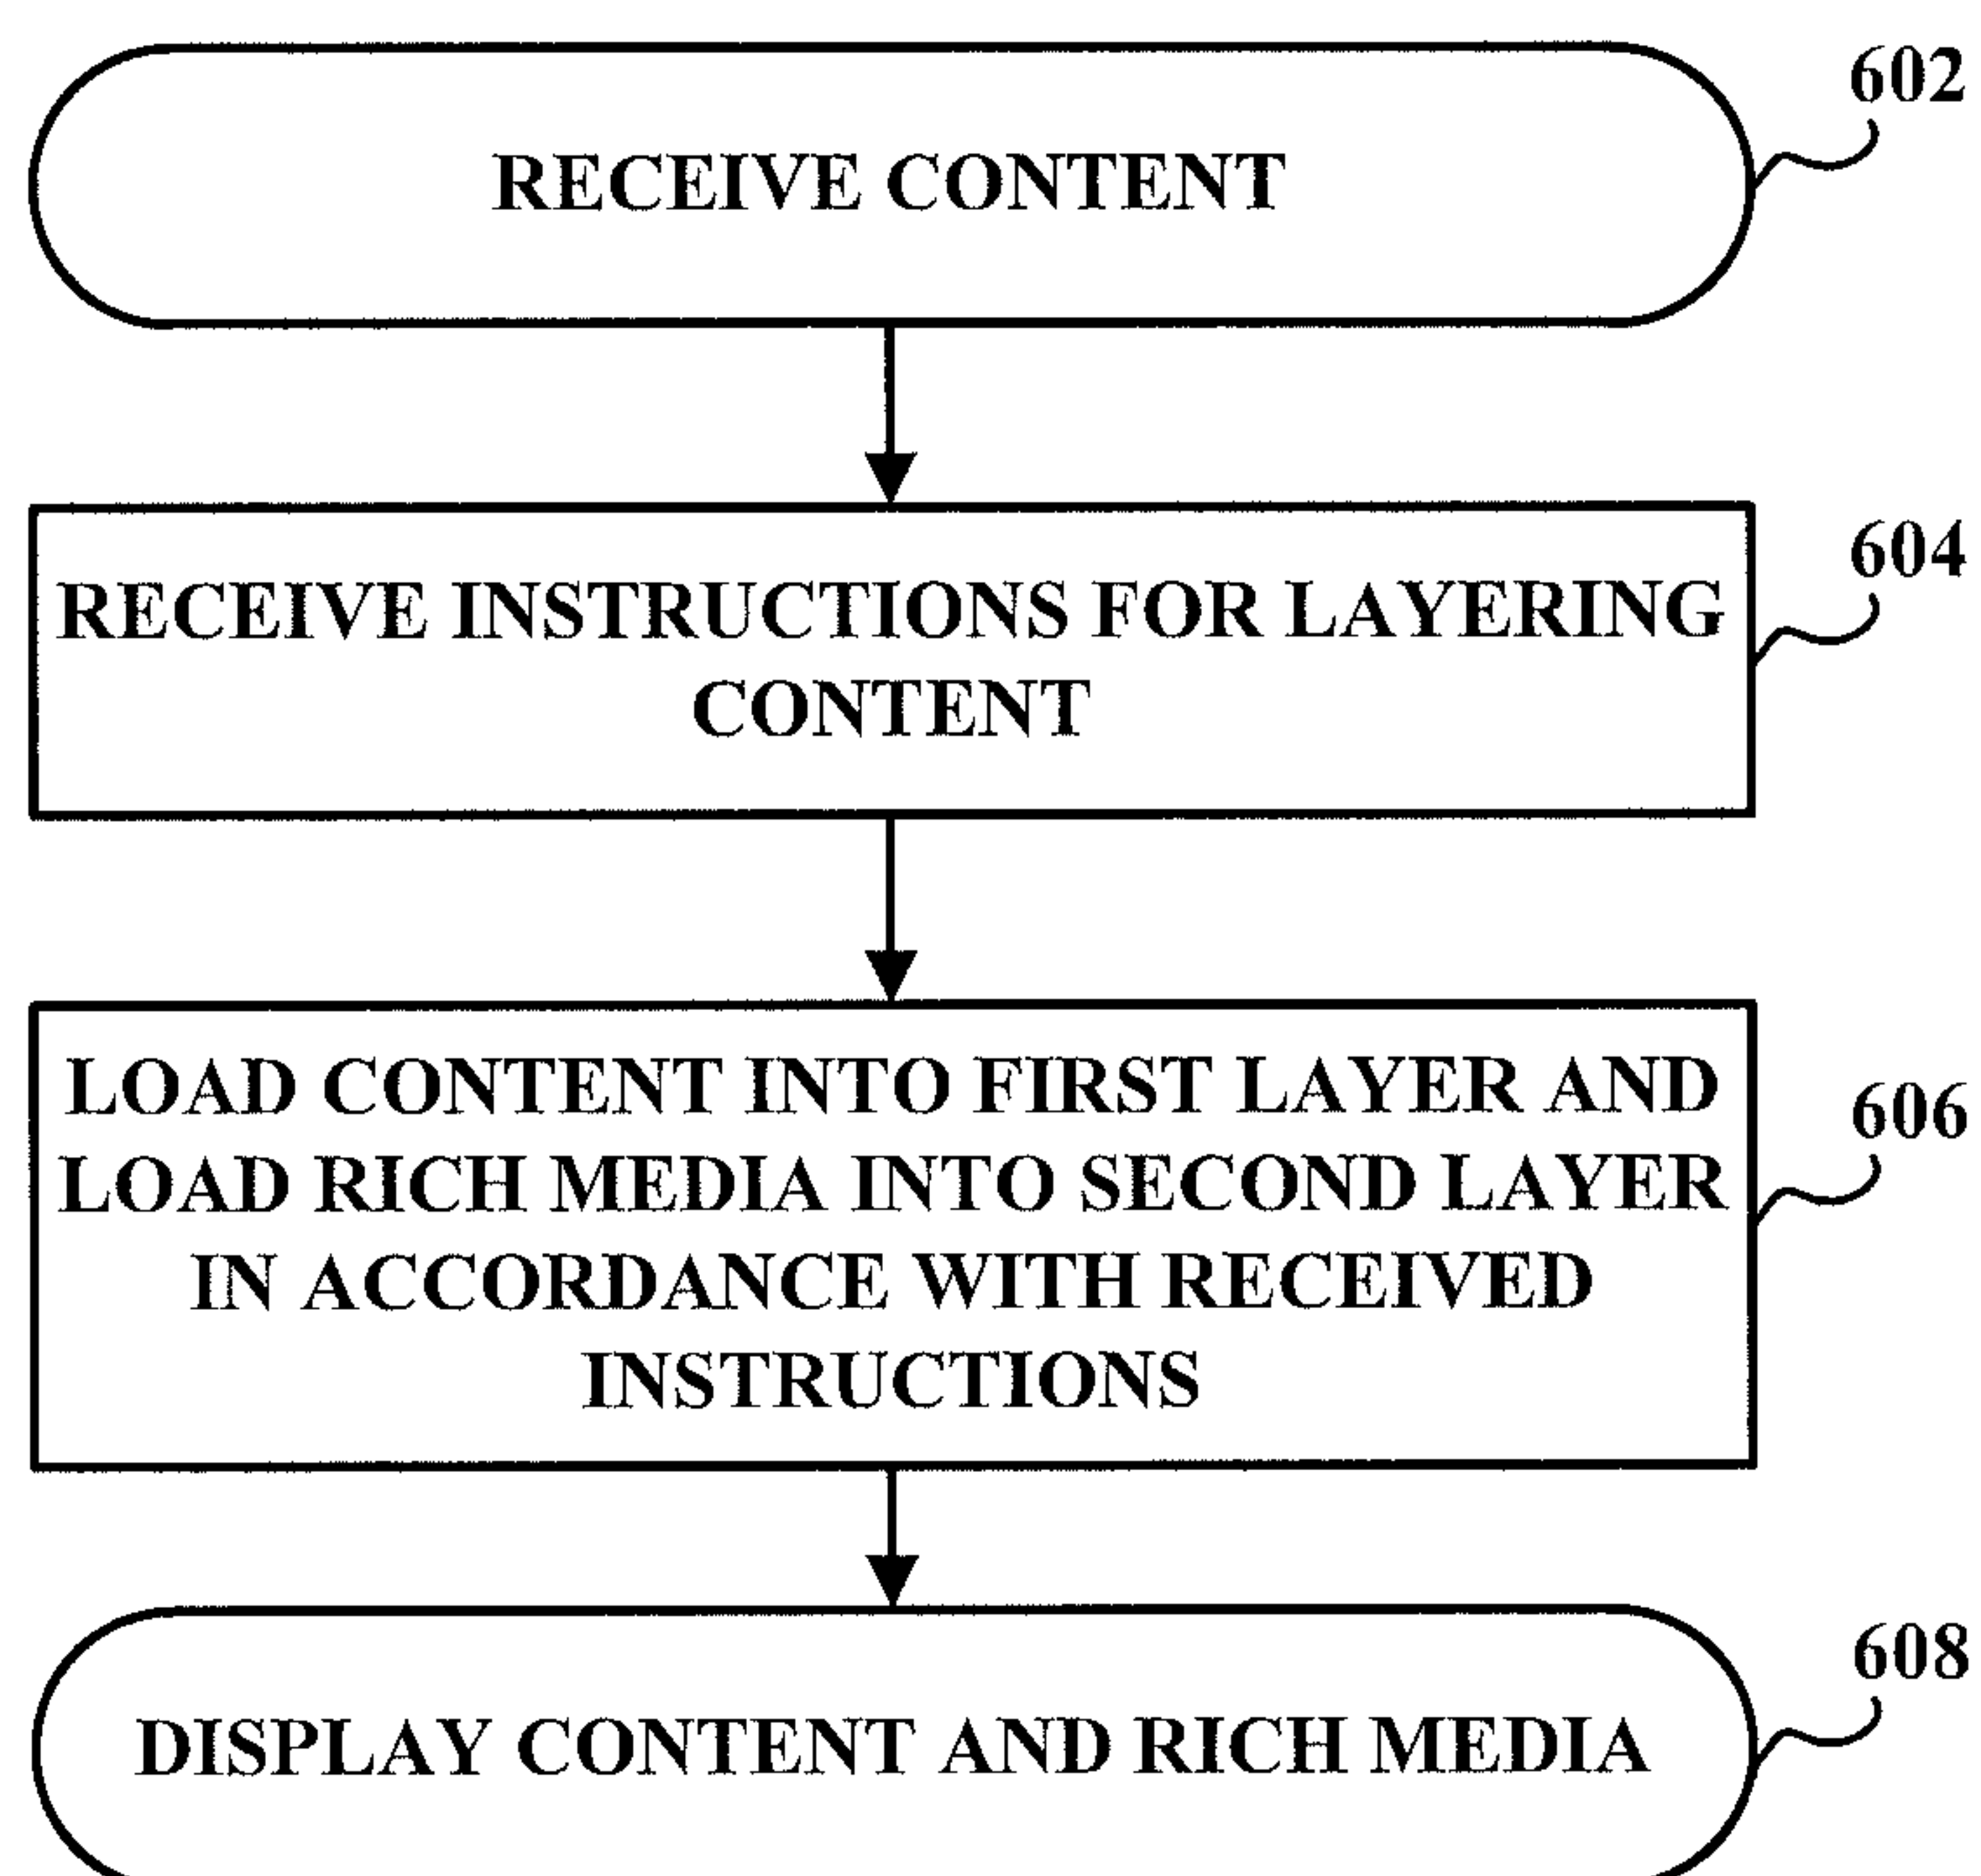 602
RECEIVE CONTENT
604
RECEIVE INSTRUCTIONS FOR LAYERING
CONTENT
LOAD CONTENT INTO FIRST LAYER AND
606
LOAD RICH MEDIA INTO SECOND LAYER
IN ACCORDANCE WITH RECEIVED
INSTRUCTIONS
608
DISPLAY CONTENT AND RICH MEDIA